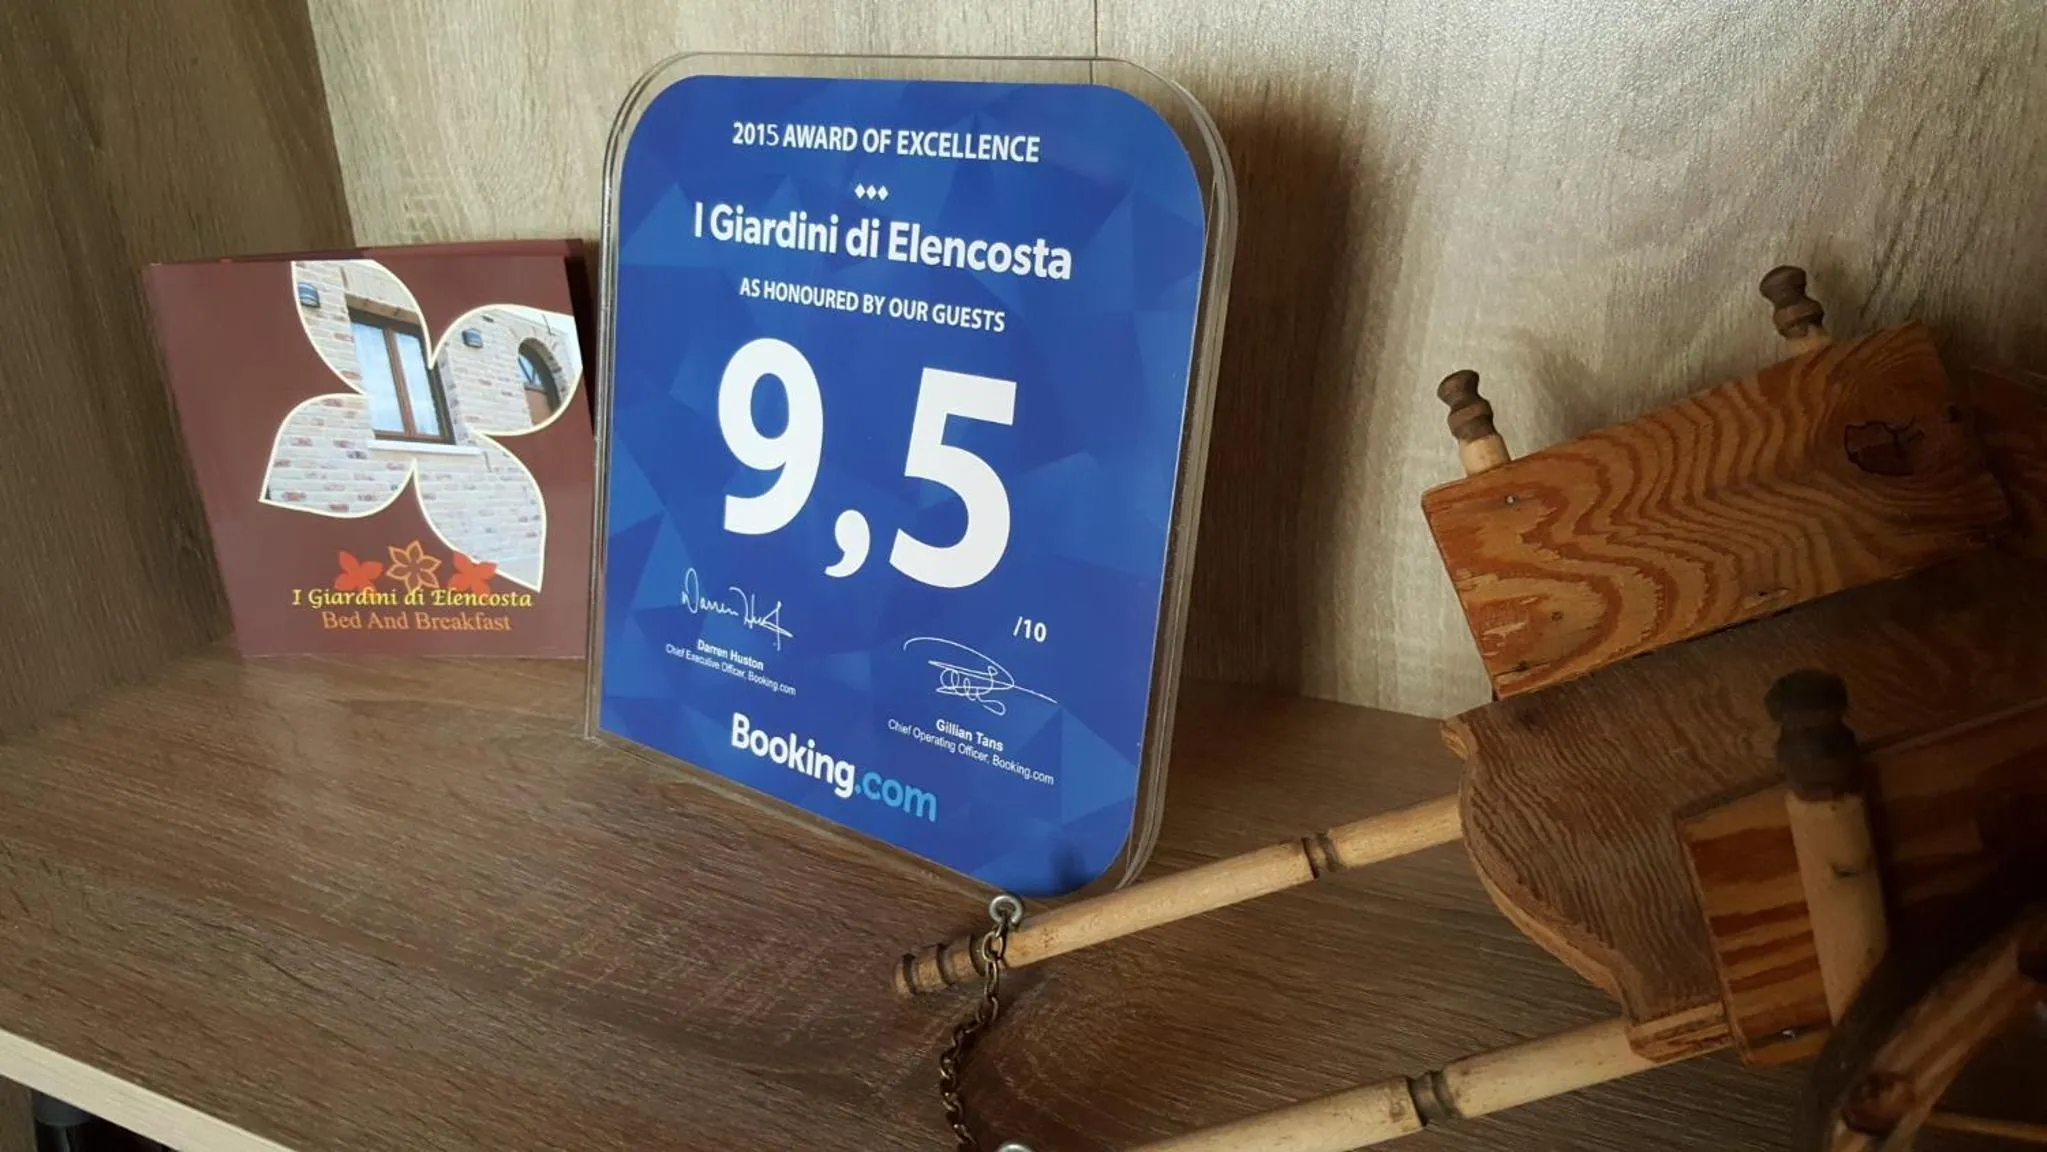 I Giardini di Elencosta
Bed And Breakfast
2015 AWARD OF EXCELLENCE
I Giardini di Elencosta
AS HONOURED BY OUR GUESTS
9,5
/10
Darren Huston
Chief Executive Officer, Booking.com
Gillian Tans
Chief Operating Officer, Booking.com
Booking.com